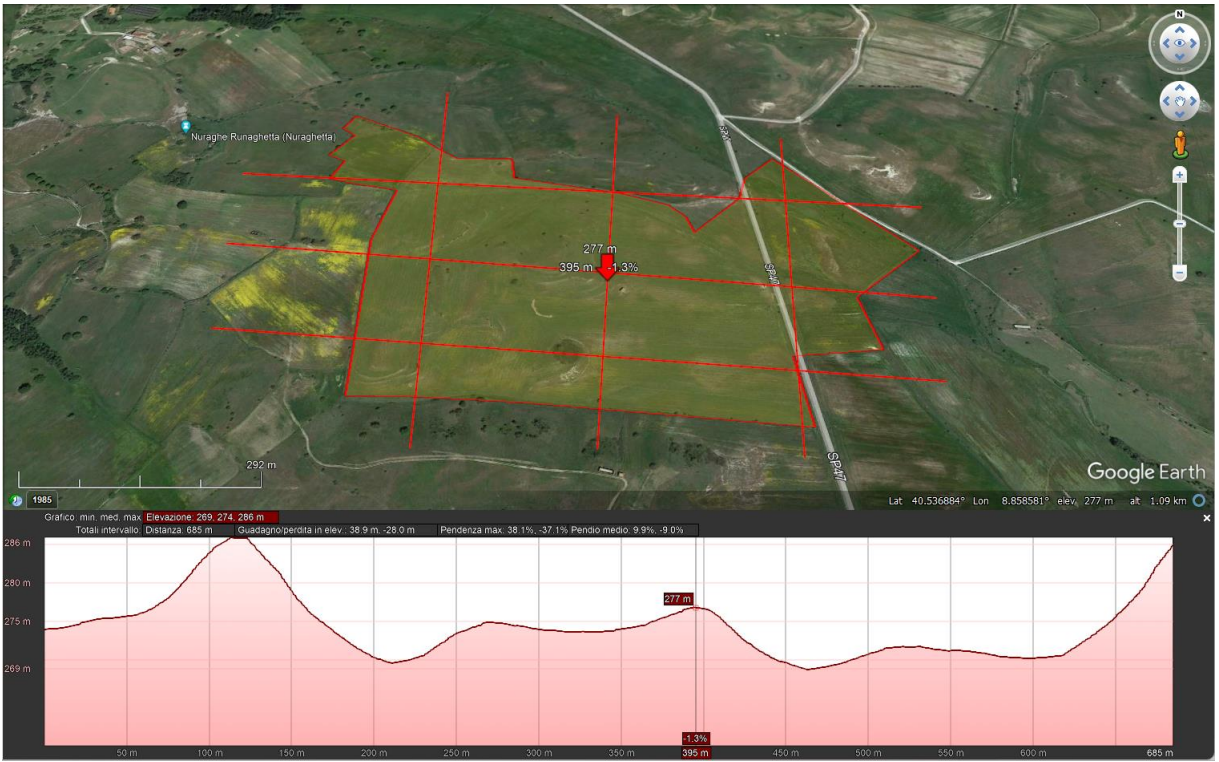 N
Nuraghe Runaghetta (Nuraghetta)
277 m
395 m -1.3%
SP47
SP47
292 m
Google Earth
1985
Lat 40.536884° Lon 8.858581° elev 277 m alt 1.09 km
Grafico: min, med, max Elevazione: 269, 274, 286 m
Totali intervallo: Distanza: 685 m Guadagno/perdita in elev.: 38.9 m, -28.0 m Pendenza max: 38.1%, -37.1% Pendio medio: 9.9%, -9.0%
286 m
280 m
277 m
275 m
269 m
-1.3%
50 m 100 m 150 m 200 m 250 m 300 m 350 m 395 m 450 m 500 m 550 m 600 m 685 m